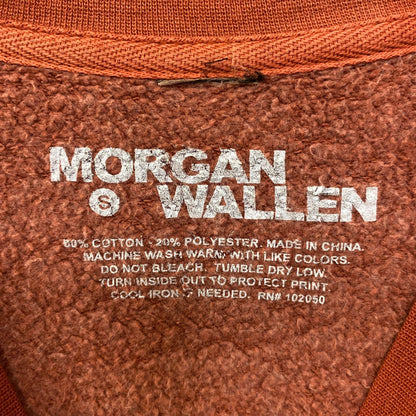 MORGAN
S WALLEN
60% COTTON - 20% POLYESTER. MADE IN CHINA.
MACHINE WASH WARM, WITH LIKE COLORS.
DO NOT BLEACH. TUMBLE DRY LOW.
TURN INSIDE OUT TO PROTECT PRINT.
COOL IRON IF NEEDED. RN# 102050